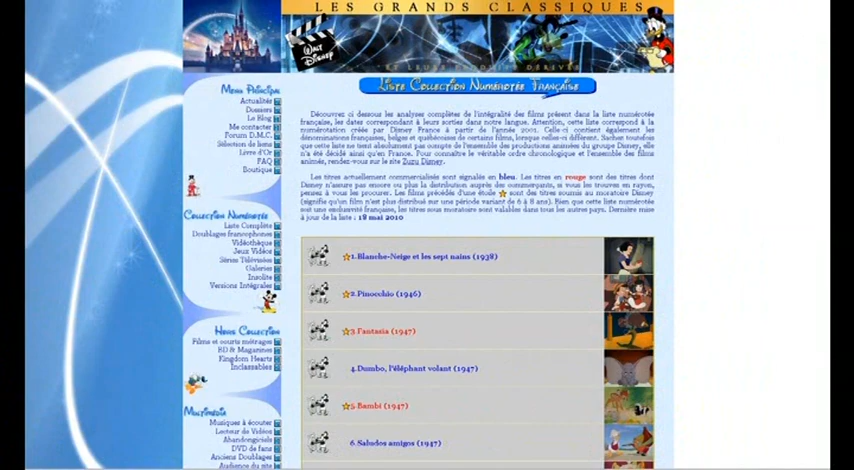 LES GRANDS CLASSIQUES
WALT DISNEY
ET LEURS PRODUITS DÉRIVÉS
Liste Collection Numérotée Française
Menu Principal
Actualités
Dossiers
Le Blog
Me contacter
Forum D.M.C.
Sélection de liens
Livre d'Or
FAQ
Boutique
Découvrez ci dessous les analyses complètes de l'intégralité des films présent dans la liste numérotée
française, les dates correspondant à leurs sorties dans notre langue. Attention, cette liste correspond à la
numérotation créée par Disney France à partir de l'année 2001. Celle-ci contient également les
dénominations françaises, belges et québécoises de certains films, lorsque celles-ci diffèrent. Sachez toutefois
que cette liste ne tient absolument pas compte de l'ensemble des productions animées du groupe Disney, elle
n'a été décidé ainsi qu'en France. Pour connaître le véritable ordre chronologique et l'ensemble des films
animés, rendez-vous sur le site Zuzu Disney.
Les titres actuellement commercialisés sont signalés en bleu. Les titres en rouge sont des titres dont
Disney n'assure pas encore ou plus la distribution auprès des commerçants, si vous les trouvez en rayon,
pensez à vous les procurer. Les films précédés d'une étoile sont des titres soumis au moratoire Disney
(signifie qu'un film n'est plus distribué sur une période variant de 6 à 8 ans). Bien que cette liste numérotée
soit une exclusivité française, les titres sous moratoire sont valables dans tous les autres pays. Dernière mise
à jour de la liste : 18 mai 2010
Collection Numérotée
Liste Complète
Doublages francophones
Vidéothèque
Jeux Vidéos
Séries Télévisées
Galeries
Insolite
Versions Intégrales
Hors Collection
Films et courts métrages
BD & Magazines
Kingdom Hearts
Inclassables
Multimédia
Musiques à écouter
Lecteur de Vidéos
Abandongiciels
DVD de fans
Anciens Doublages
Audience du site
1.Blanche-Neige et les sept nains (1938)
2.Pinocchio (1946)
3.Fantasia (1947)
4.Dumbo, l'éléphant volant (1947)
5.Bambi (1947)
6.Saludos amigos (1947)